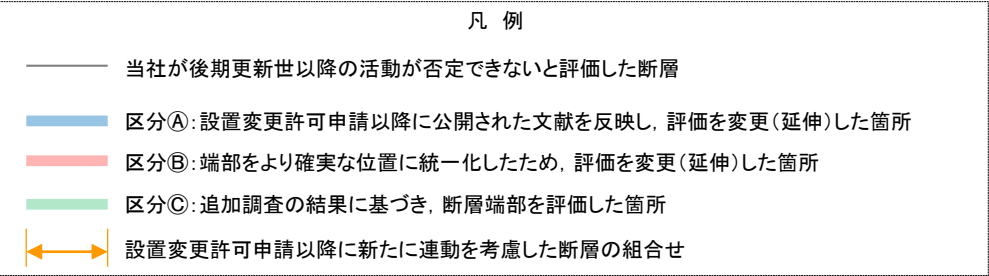 凡 例
当社が後期更新世以降の活動が否定できないと評価した断層
区分Ⓐ:設置変更許可申請以降に公開された文献を反映し，評価を変更(延伸)した箇所
区分Ⓑ:端部をより確実な位置に統一化したため，評価を変更(延伸)した箇所
区分Ⓒ:追加調査の結果に基づき，断層端部を評価した箇所
設置変更許可申請以降に新たに連動を考慮した断層の組合せ